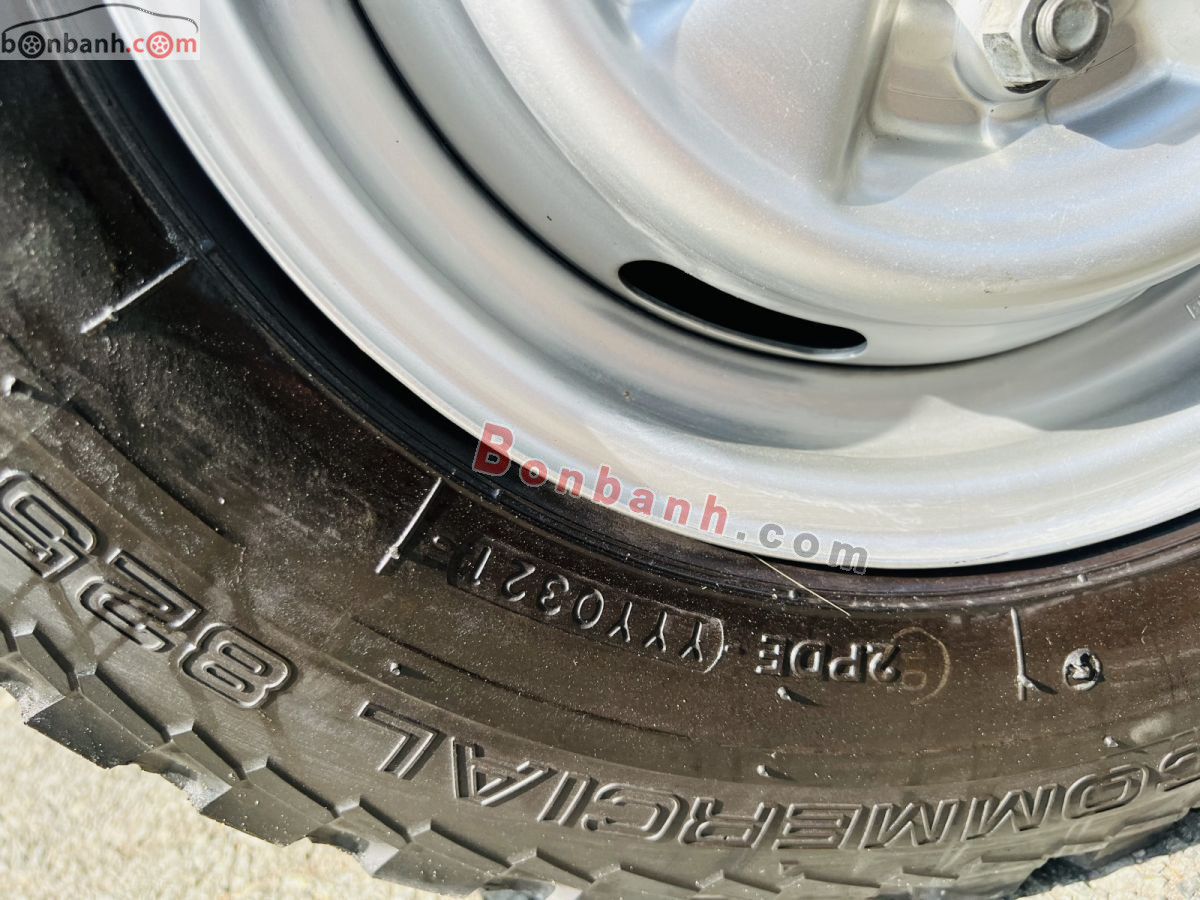 bonbanh.com
Bonbanh.com
2PDE (YYY0321)
COMMERCIAL 825